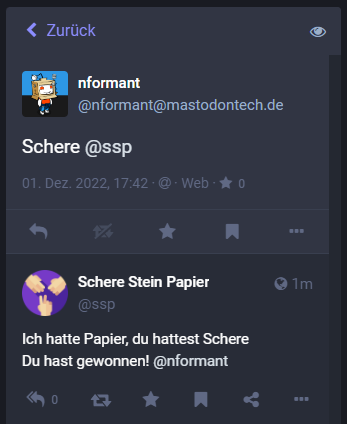 Zurück
nformant
@nformant@mastodontech.de
Schere @ssp
01. Dez. 2022, 17:42 · @ · Web · ★ 0
Schere Stein Papier
1m
@ssp
Ich hatte Papier, du hattest Schere
Du hast gewonnen! @nformant
0